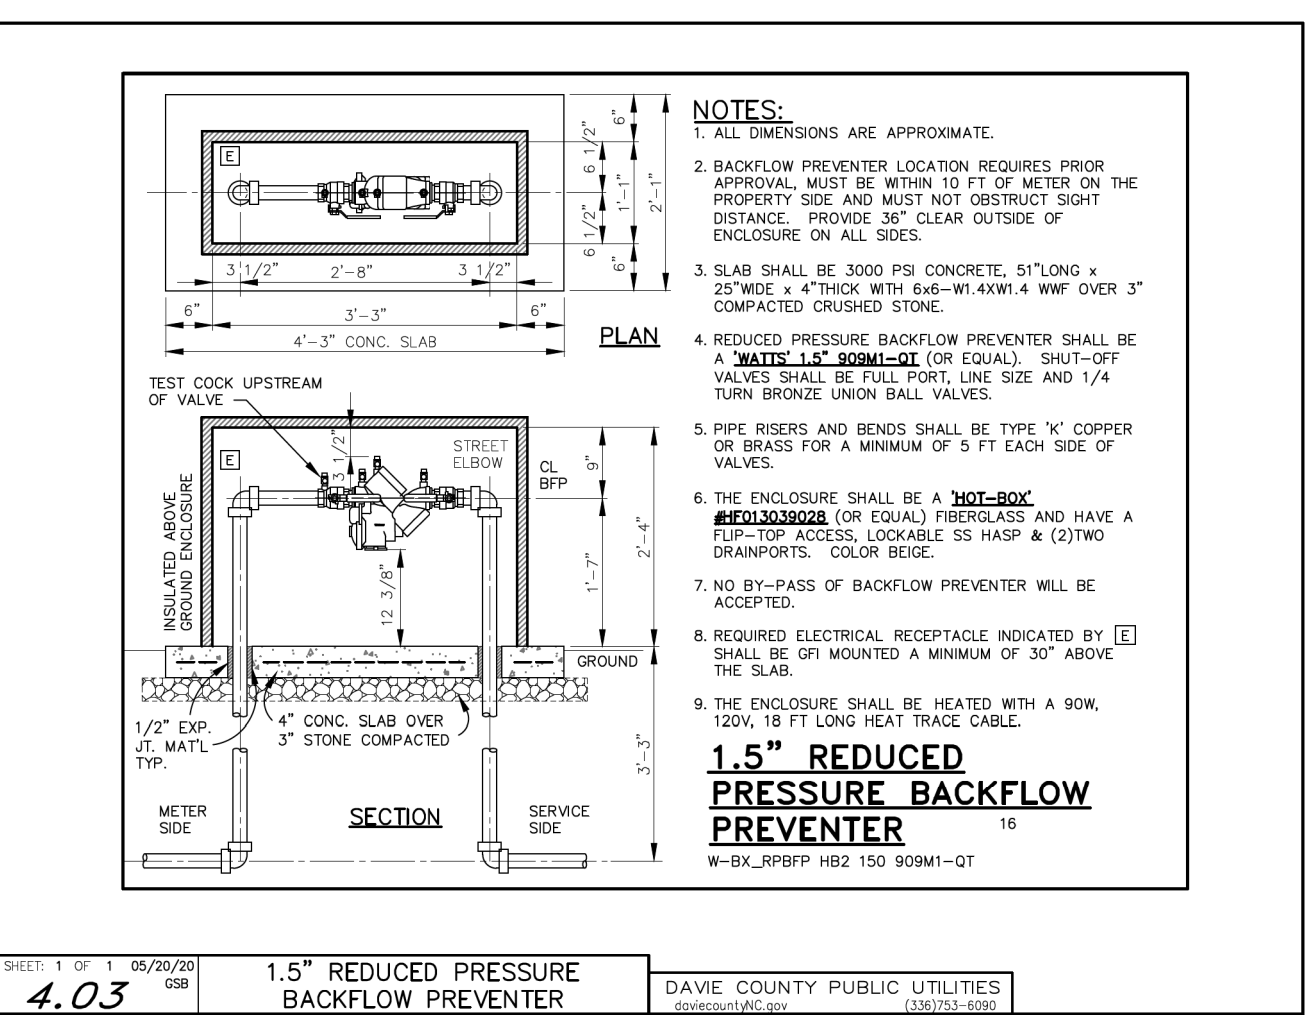 6"
6 1/2"
1'-1"
2'-1"
6 1/2"
6"
E
3 1/2"
2'-8"
3 1/2"
6"
3'-3"
6"
4'-3" CONC. SLAB
PLAN
TEST COCK UPSTREAM
OF VALVE
3 1/2"
STREET
ELBOW
E
CL
BFP
9"
INSULATED ABOVE
GROUND ENCLOSURE
12 3/8"
1'-7"
2'-4"
GROUND
1/2" EXP.
JT. MAT'L
TYP.
4" CONC. SLAB OVER
3" STONE COMPACTED
3'-3"
METER
SIDE
SECTION
SERVICE
SIDE
NOTES:
1. ALL DIMENSIONS ARE APPROXIMATE.
2. BACKFLOW PREVENTER LOCATION REQUIRES PRIOR
APPROVAL, MUST BE WITHIN 10 FT OF METER ON THE
PROPERTY SIDE AND MUST NOT OBSTRUCT SIGHT
DISTANCE. PROVIDE 36" CLEAR OUTSIDE OF
ENCLOSURE ON ALL SIDES.
3. SLAB SHALL BE 3000 PSI CONCRETE, 51"LONG x
25"WIDE x 4"THICK WITH 6x6-W1.4XW1.4 WWF OVER 3"
COMPACTED CRUSHED STONE.
4. REDUCED PRESSURE BACKFLOW PREVENTER SHALL BE
A 'WATTS' 1.5" 909M1-QT (OR EQUAL). SHUT-OFF
VALVES SHALL BE FULL PORT, LINE SIZE AND 1/4
TURN BRONZE UNION BALL VALVES.
5. PIPE RISERS AND BENDS SHALL BE TYPE 'K' COPPER
OR BRASS FOR A MINIMUM OF 5 FT EACH SIDE OF
VALVES.
6. THE ENCLOSURE SHALL BE A 'HOT-BOX'
#HF013039028 (OR EQUAL) FIBERGLASS AND HAVE A
FLIP-TOP ACCESS, LOCKABLE SS HASP & (2)TWO
DRAINPORTS. COLOR BEIGE.
7. NO BY-PASS OF BACKFLOW PREVENTER WILL BE
ACCEPTED.
8. REQUIRED ELECTRICAL RECEPTACLE INDICATED BY E
SHALL BE GFI MOUNTED A MINIMUM OF 30" ABOVE
THE SLAB.
9. THE ENCLOSURE SHALL BE HEATED WITH A 90W,
120V, 18 FT LONG HEAT TRACE CABLE.
1.5" REDUCED
PRESSURE BACKFLOW
PREVENTER 16
W-BX_RPBFP HB2 150 909M1-QT
SHEET: 1 OF 1 05/20/20
4.03 GSB
1.5" REDUCED PRESSURE
BACKFLOW PREVENTER
DAVIE COUNTY PUBLIC UTILITIES
daviecountyNC.gov (336)753-6090